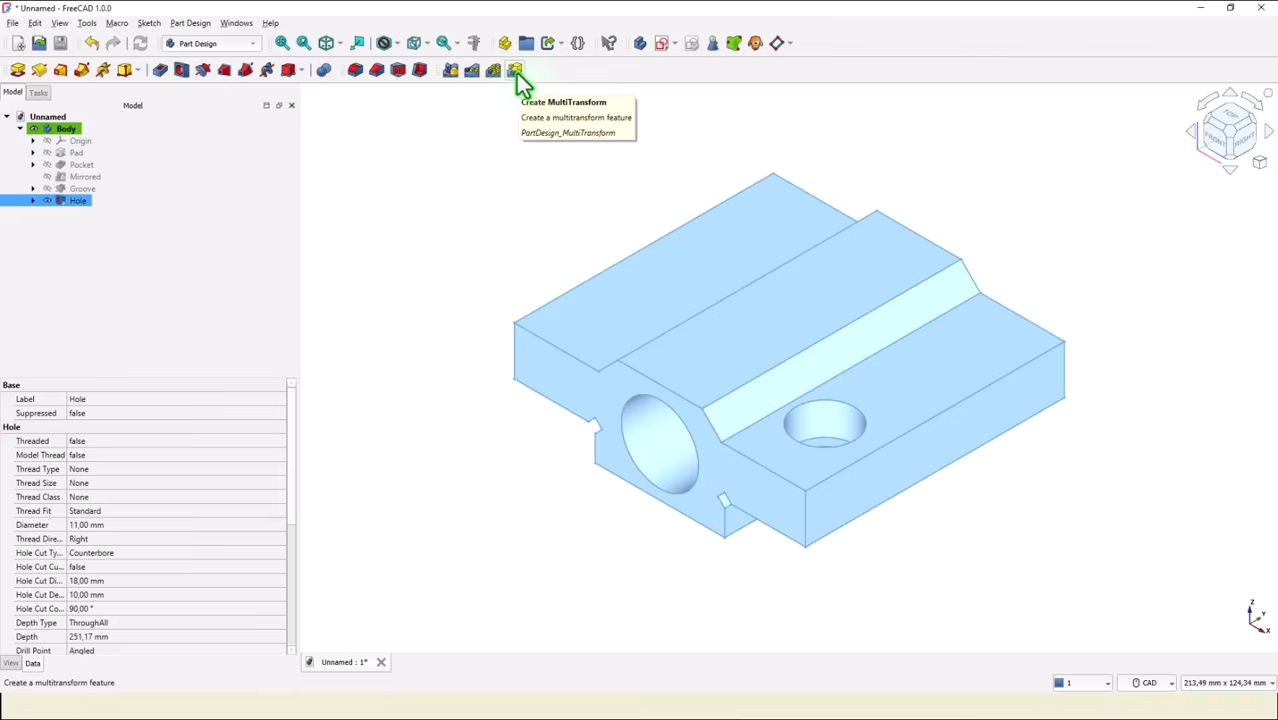 * Unnamed - FreeCAD 1.0.0
File Edit View Tools Macro Sketch Part Design Windows Help
Part Design
Model Tasks
Model
Create MultiTransform
Create a multitransform feature
PartDesign_MultiTransform
Unnamed
Body
Origin
Pad
Pocket
Mirrored
Groove
Hole
TOP
FRONT
RIGHT
Base
Label Hole
Suppressed false
Hole
Threaded false
Model Thread false
Thread Type None
Thread Size None
Thread Class None
Thread Fit Standard
Diameter 11,00 mm
Thread Dire... Right
Hole Cut Ty... Counterbore
Hole Cut Cu... false
Hole Cut Di... 18,00 mm
Hole Cut De... 10,00 mm
Hole Cut Co... 90,00 °
Depth Type ThroughAll
Depth 251,17 mm
Drill Point Angled
View Data
Unnamed : 1*
Z
Y
X
Create a multitransform feature
1
CAD
213,49 mm x 124,34 mm